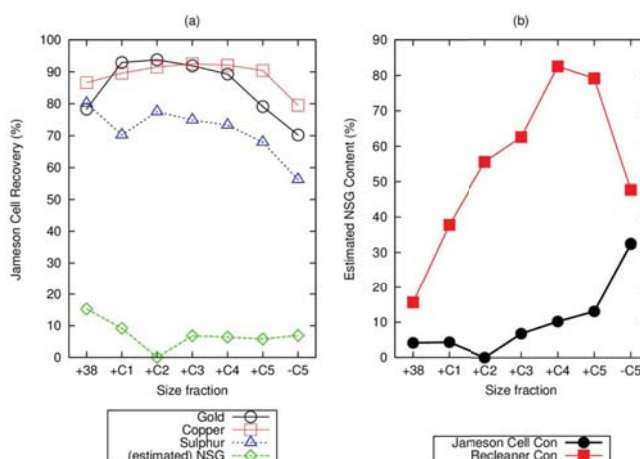 (a)
Jameson Cell Recovery (%)
100
90
80
70
60
50
40
30
20
10
0
+38 +C1 +C2 +C3 +C4 +C5 -C5
Size fraction
Gold
Copper
Sulphur
(estimated) NSG
(b)
Estimated NSG Content (%)
90
80
70
60
50
40
30
20
10
0
+38 +C1 +C2 +C3 +C4 +C5 -C5
Size fraction
Jameson Cell Con
Recleaner Con